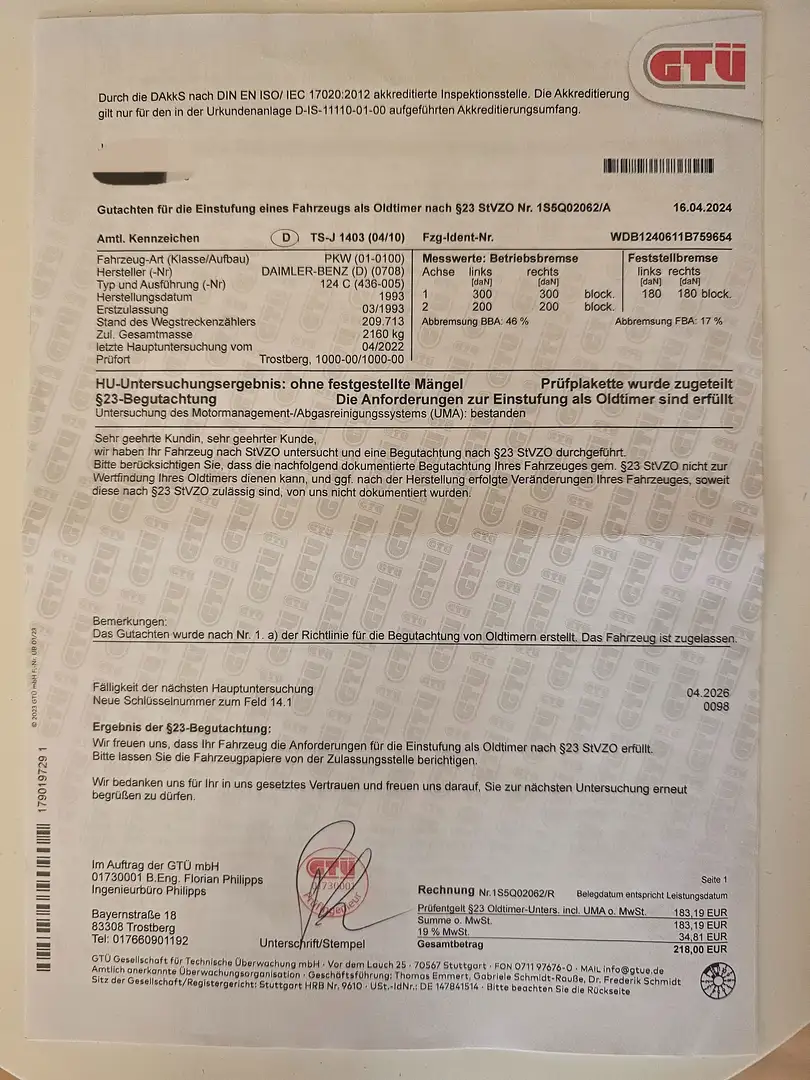 GTÜ
Durch die DAkkS nach DIN EN ISO/ IEC 17020:2012 akkreditierte Inspektionsstelle. Die Akkreditierung
gilt nur für den in der Urkundenanlage D-IS-11110-01-00 aufgeführten Akkreditierungsumfang.
Gutachten für die Einstufung eines Fahrzeugs als Oldtimer nach §23 StVZO Nr. 1S5Q02062/A 16.04.2024
Amtl. Kennzeichen D TS-J 1403 (04/10) Fzg-Ident-Nr. WDB1240611B759654
Fahrzeug-Art (Klasse/Aufbau) PKW (01-0100)
Hersteller (-Nr) DAIMLER-BENZ (D) (0708)
Typ und Ausführung (-Nr) 124 C (436-005)
Herstellungsdatum 1993
Erstzulassung 03/1993
Stand des Wegstreckenzählers 209.713
Zul. Gesamtmasse 2160 kg
letzte Hauptuntersuchung vom 04/2022
Prüfort Trostberg, 1000-00/1000-00
Messwerte: Betriebsbremse Feststellbremse
Achse links rechts links rechts
[daN] [daN] [daN] [daN]
1 300 300 block. 180 180 block.
2 200 200 block.
Abbremsung BBA: 46 % Abbremsung FBA: 17 %
HU-Untersuchungsergebnis: ohne festgestellte Mängel Prüfplakette wurde zugeteilt
§23-Begutachtung Die Anforderungen zur Einstufung als Oldtimer sind erfüllt
Untersuchung des Motormanagement-/Abgasreinigungssystems (UMA): bestanden
Sehr geehrte Kundin, sehr geehrter Kunde,
wir haben Ihr Fahrzeug nach StVZO untersucht und eine Begutachtung nach §23 StVZO durchgeführt.
Bitte berücksichtigen Sie, dass die nachfolgend dokumentierte Begutachtung Ihres Fahrzeuges gem. §23 StVZO nicht zur
Wertfindung Ihres Oldtimers dienen kann, und ggf. nach der Herstellung erfolgte Veränderungen Ihres Fahrzeuges, soweit
diese nach §23 StVZO zulässig sind, von uns nicht dokumentiert wurden.
Bemerkungen:
Das Gutachten wurde nach Nr. 1. a) der Richtlinie für die Begutachtung von Oldtimern erstellt. Das Fahrzeug ist zugelassen.
Fälligkeit der nächsten Hauptuntersuchung 04.2026
Neue Schlüsselnummer zum Feld 14.1 0098
Ergebnis der §23-Begutachtung:
Wir freuen uns, dass Ihr Fahrzeug die Anforderungen für die Einstufung als Oldtimer nach §23 StVZO erfüllt.
Bitte lassen Sie die Fahrzeugpapiere von der Zulassungsstelle berichtigen.
Wir bedanken uns für Ihr in uns gesetztes Vertrauen und freuen uns darauf, Sie zur nächsten Untersuchung erneut
begrüßen zu dürfen.
Im Auftrag der GTÜ mbH
01730001 B.Eng. Florian Philipps
Ingenieurbüro Philipps
Bayernstraße 18
83308 Trostberg
Tel: 017660901192
GTÜ
Prüfingenieur
Unterschrift/Stempel
Seite 1
Rechnung Nr.1S5Q02062/R Belegdatum entspricht Leistungsdatum
Prüfentgelt §23 Oldtimer-Unters. incl. UMA o. MwSt. 183,19 EUR
Summe o. MwSt. 183,19 EUR
19 % MwSt. 34,81 EUR
Gesamtbetrag 218,00 EUR
GTÜ Gesellschaft für Technische Überwachung mbH · Vor dem Lauch 25 · 70567 Stuttgart · FON 0711 97676-0 · MAIL info@gtue.de
Amtlich anerkannte Überwachungsorganisation · Geschäftsführung: Thomas Emmert, Gabriele Schmidt-Rauße, Dr. Frederik Schmidt
Sitz der Gesellschaft/Registergericht: Stuttgart HRB Nr. 9610 · USt.-IdNr.: DE 147841514 · Bitte beachten Sie die Rückseite
© 2023 GTÜ mbH F.-Nr. UB 01/23
179019729 1